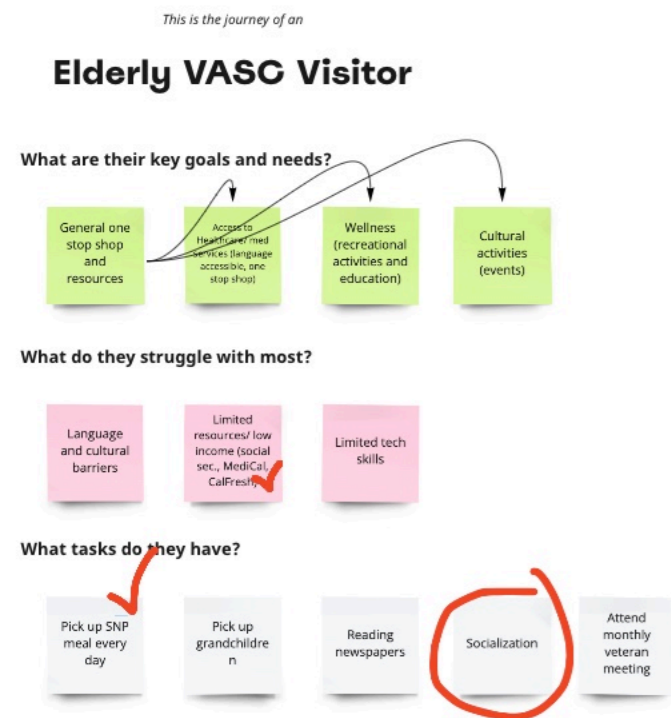 This is the journey of an
Elderly VASC Visitor
What are their key goals and needs?
General one
stop shop
and
resources
Access to
Healthcare/ med
services (language
accessible, one
stop shop)
Wellness
(recreational
activities and
education)
Cultural
activities
(events)
What do they struggle with most?
Language
and cultural
barriers
Limited
resources/ low
income (social
sec., MediCal,
CalFresh)
Limited tech
skills
What tasks do they have?
Pick up SNP
meal every
day
Pick up
grandchildre
n
Reading
newspapers
Socialization
Attend
monthly
veteran
meeting